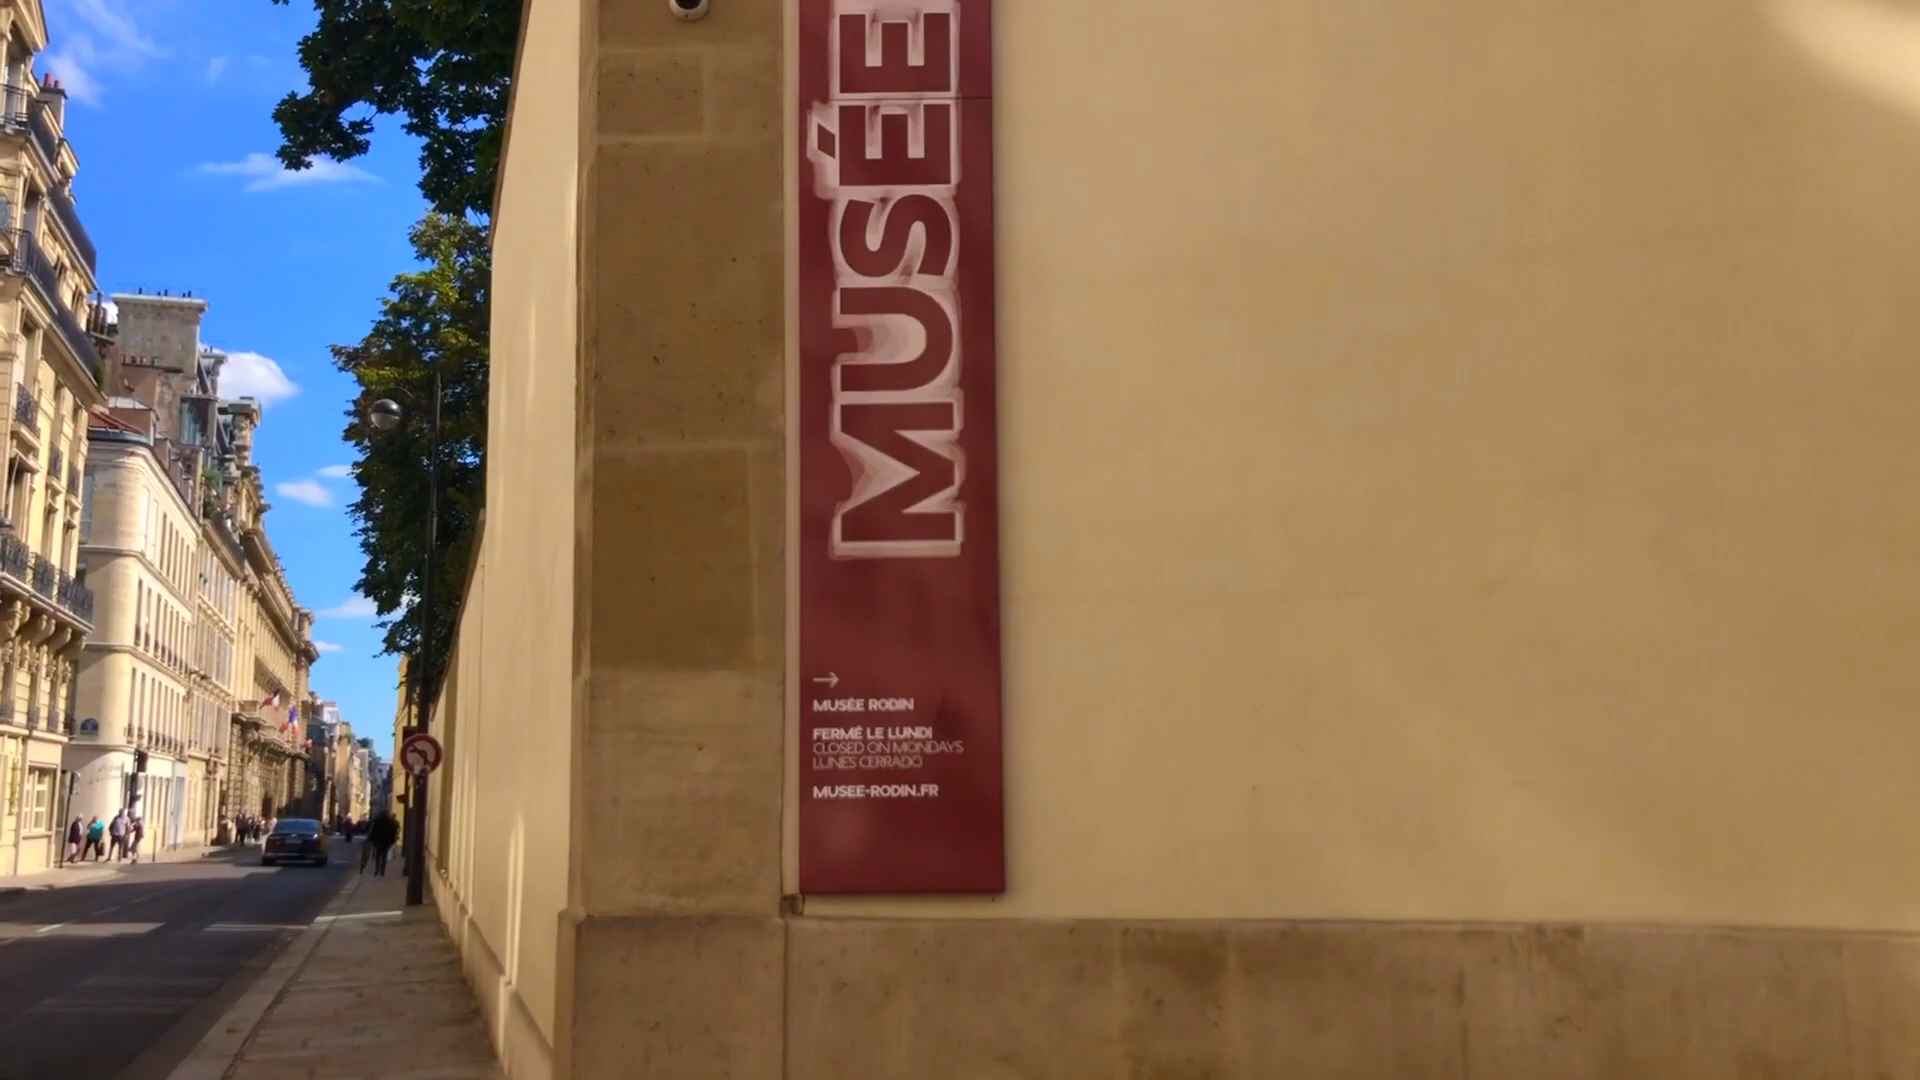 MUSÉE
→
MUSÉE RODIN
FERMÉ LE LUNDI
CLOSED ON MONDAYS
LUNES CERRADO
MUSEE-RODIN.FR